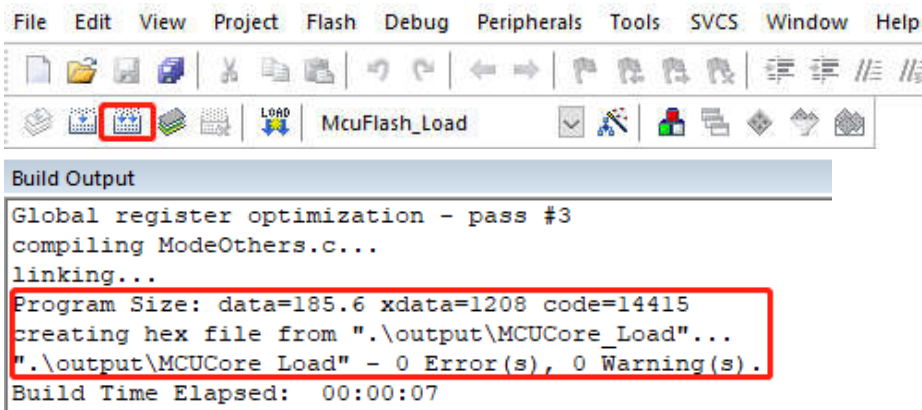 File Edit View Project Flash Debug Peripherals Tools SVCS Window Help
LOAD McuFlash_Load
Build Output
Global register optimization - pass #3
compiling ModeOthers.c...
linking...
Program Size: data=185.6 xdata=1208 code=14415
creating hex file from ".\output\MCUCore_Load"...
".\output\MCUCore Load" - 0 Error(s), 0 Warning(s).
Build Time Elapsed:  00:00:07